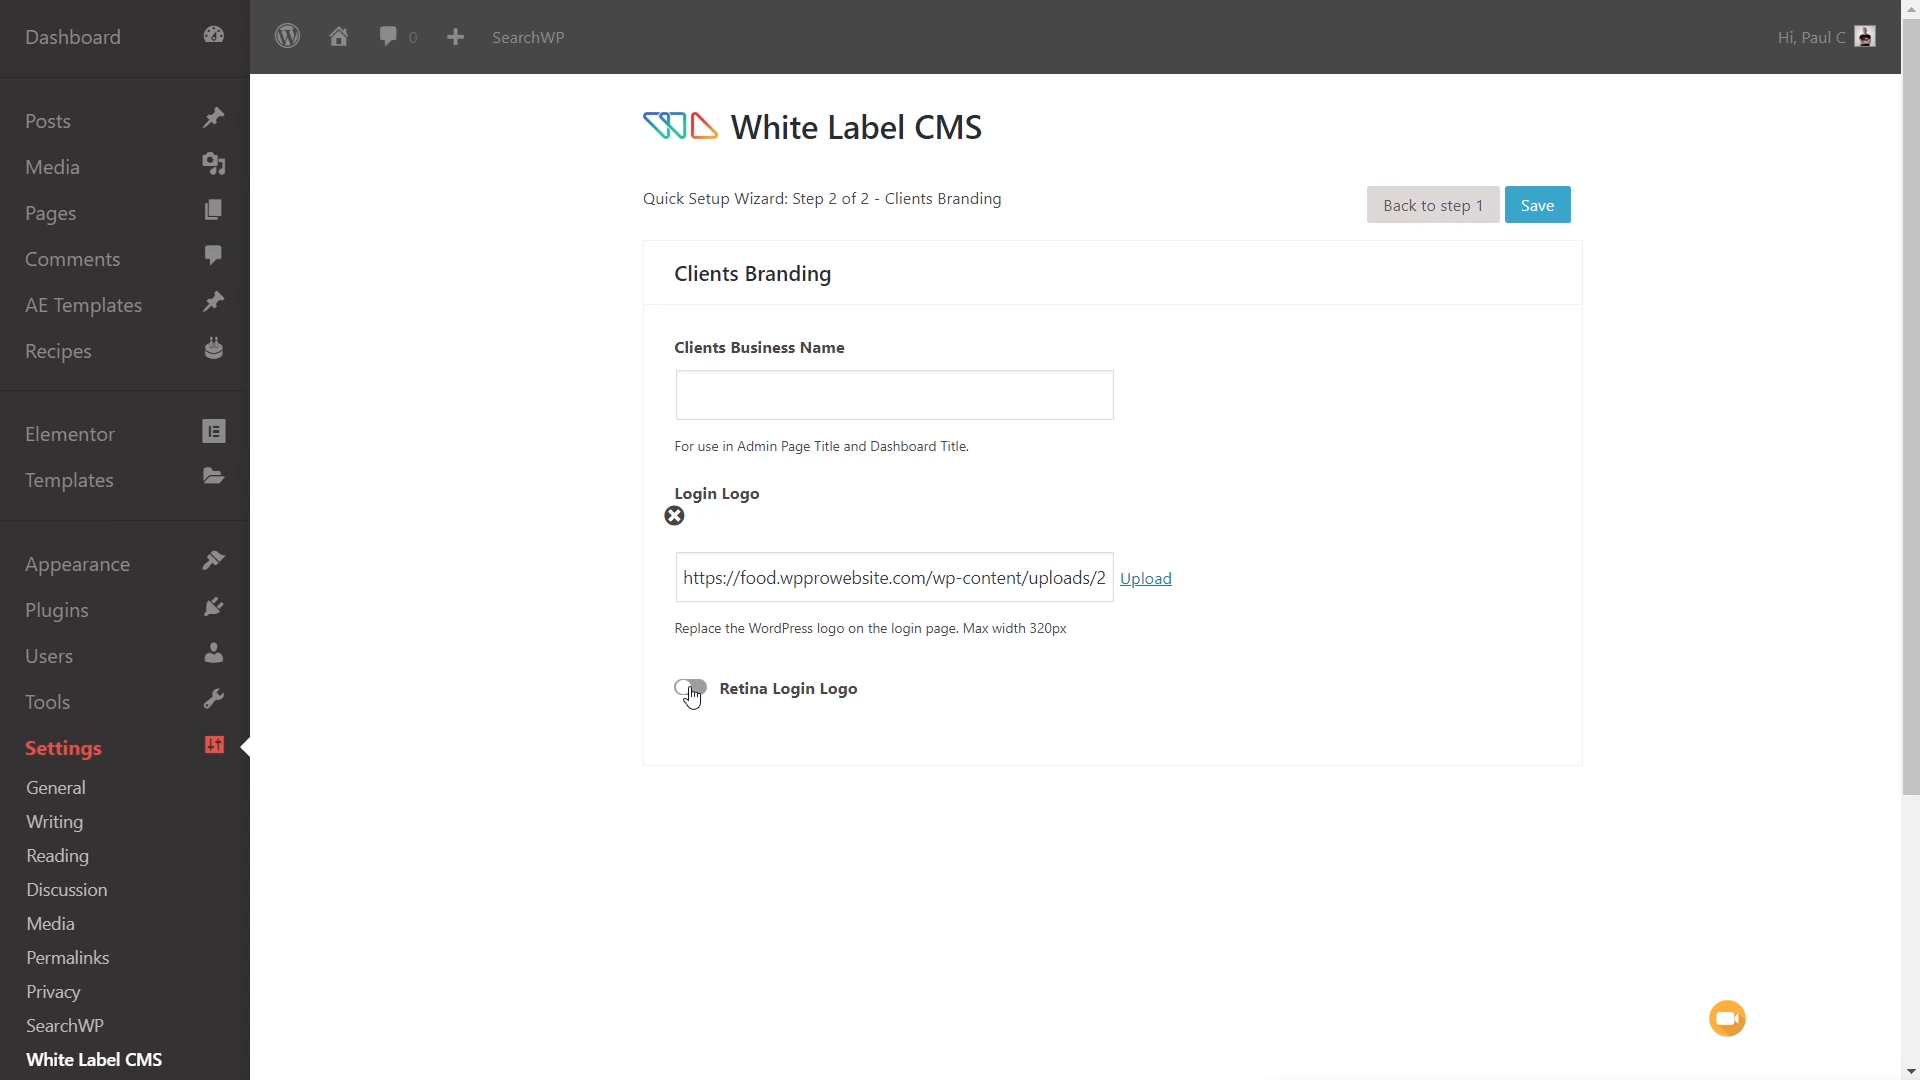 Dashboard
0
SearchWP
Hi, Paul C
Posts
Media
Pages
Comments
AE Templates
Recipes
Elementor
Templates
Appearance
Plugins
Users
Tools
Settings
General
Writing
Reading
Discussion
Media
Permalinks
Privacy
SearchWP
White Label CMS
White Label CMS
Quick Setup Wizard: Step 2 of 2 - Clients Branding
Back to step 1
Save
Clients Branding
Clients Business Name
For use in Admin Page Title and Dashboard Title.
Login Logo
https://food.wpprowebsite.com/wp-content/uploads/2
Upload
Replace the WordPress logo on the login page. Max width 320px
Retina Login Logo